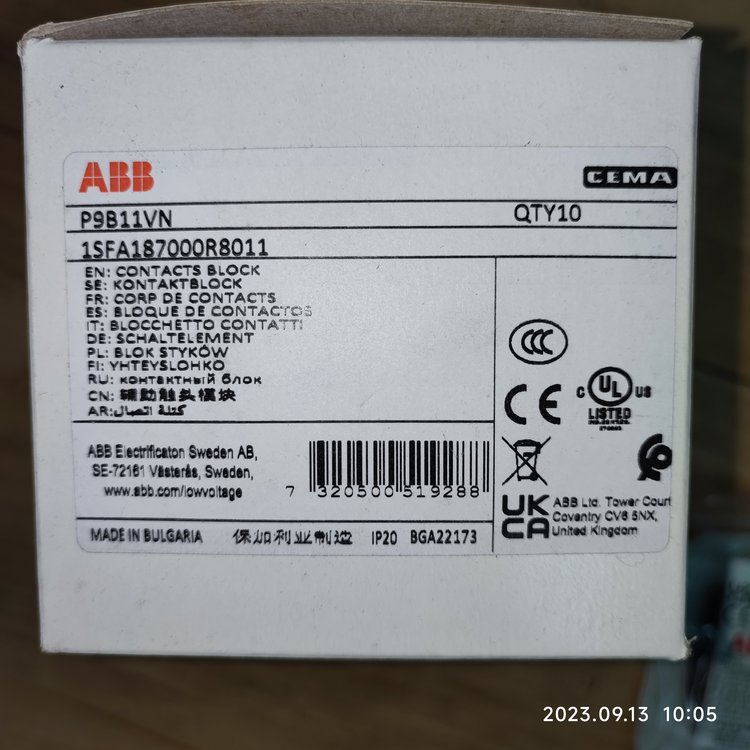 ABB
CEMA
P9B11VN
QTY10
1SFA187000R8011
EN: CONTACTS BLOCK
SE: KONTAKTBLOCK
FR: CORP DE CONTACTS
ES: BLOQUE DE CONTACTOS
IT: BLOCCHETTO CONTATTI
DE: SCHALTELEMENT
PL: BLOK STYKÓW
FI: YHTEYSLOHKO
RU: контактный блок
CN: 辅助触头模块
AR: كتلة اتصال
CCC
CE
C UL US
LISTED
ABB Electrificaton Sweden AB,
SE-72161 Västerås, Sweden,
www.abb.com/lowvoltage
7 320500 519288
UK
CA
ABB Ltd. Tower Court
Coventry CV6 5NX,
United Kingdom
MADE IN BULGARIA 保加利亚制造 IP20 BGA22173
2023.09.13 10:05